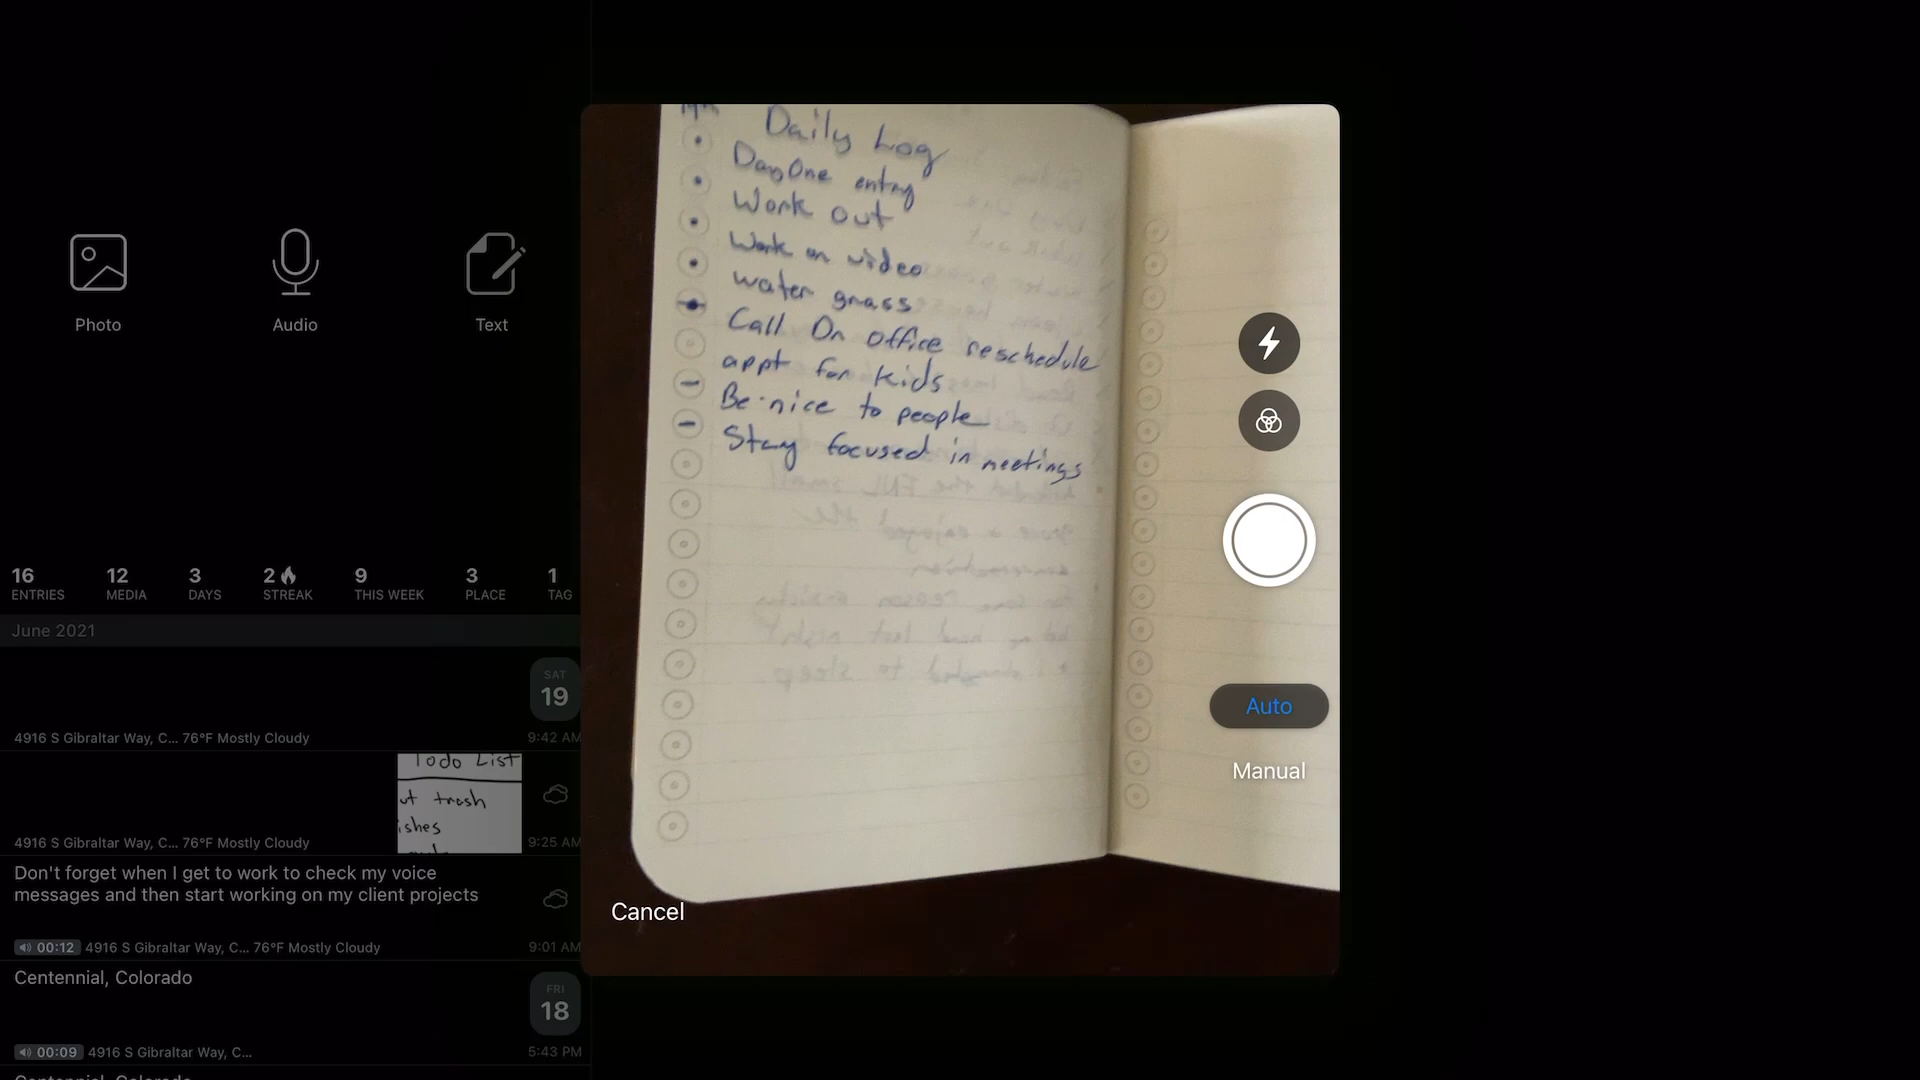 Photo
Audio
Text
16
ENTRIES
12
MEDIA
3
DAYS
2
STREAK
9
THIS WEEK
3
PLACE
1
TAG
June 2021
SAT
19
4916 S Gibraltar Way, C... 76°F Mostly Cloudy
9:42 AM
Todo List
ut trash
ishes
4916 S Gibraltar Way, C... 76°F Mostly Cloudy
9:25 AM
Don't forget when I get to work to check my voice
messages and then start working on my client projects
00:12 4916 S Gibraltar Way, C... 76°F Mostly Cloudy
9:01 AM
Centennial, Colorado
FRI
18
00:09 4916 S Gibraltar Way, C...
5:43 PM
Centennial, Colorado
Daily Log
DayOne entry
Work out
Work on video
water grass
Call On office reschedule
appt for kids
Be nice to people
Stay focused in meetings
Auto
Manual
Cancel